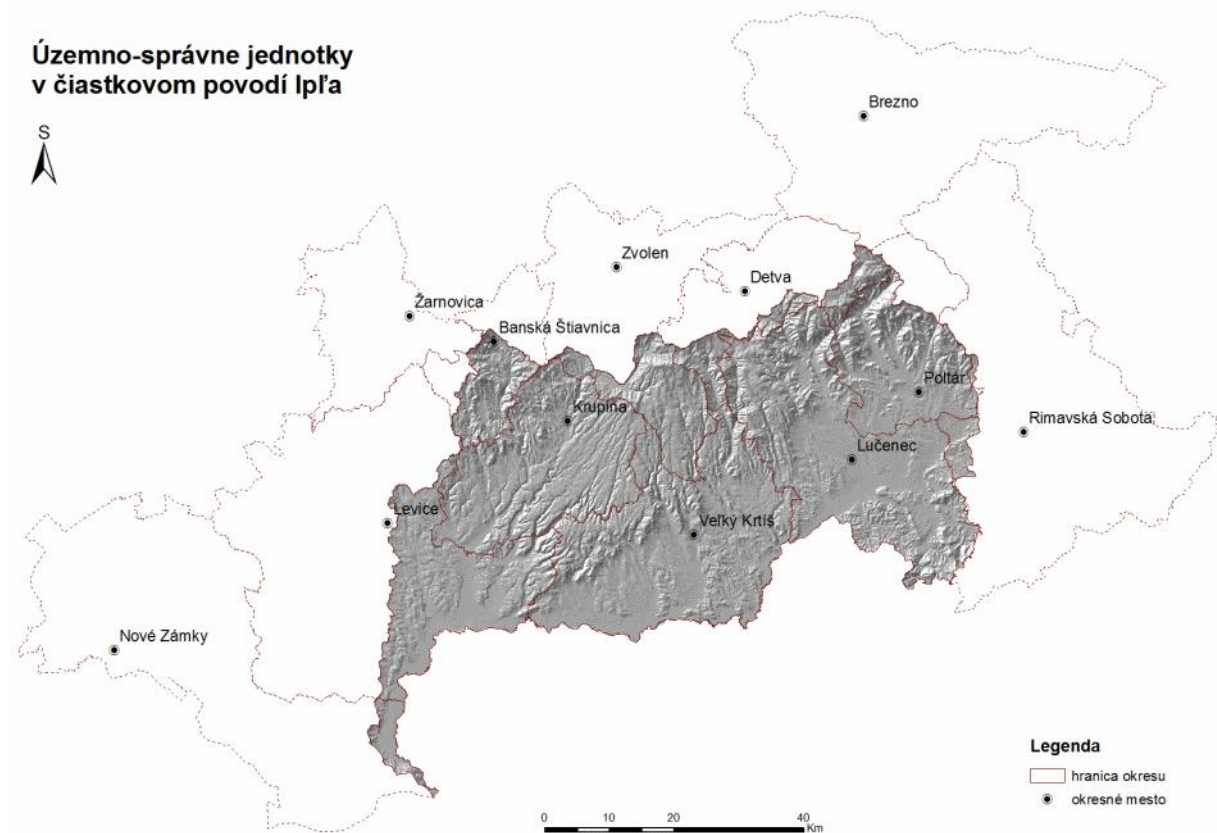 Územno-správne jednotky
v čiastkovom povodí Ipľa
S
Brezno
Zvolen
Detva
Žarnovica
Banská Štiavnica
Poltár
Krupina
Rimavská Sobota
Lučenec
Levice
Veľký Krtíš
Nové Zámky
Legenda
hranica okresu
okresné mesto
0 10 20 40
Km